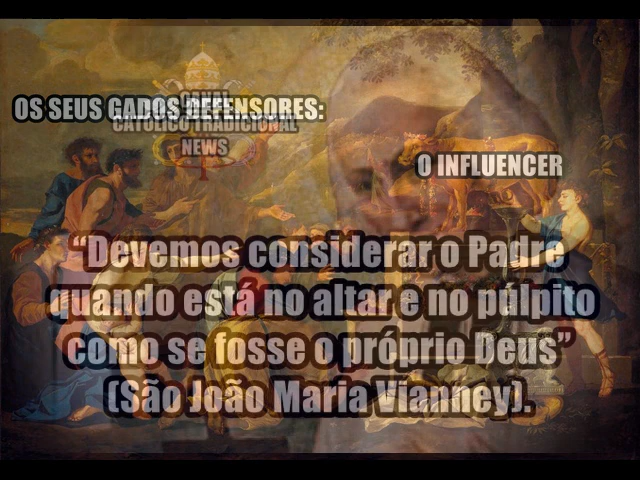 CANAL
OS SEUS GADOS DEFENSORES:
CATÓLICO TRADICIONAL
NEWS
O INFLUENCER
“Devemos considerar o Padre
quando está no altar e no púlpito
como se fosse o próprio Deus”
(São João Maria Vianney).